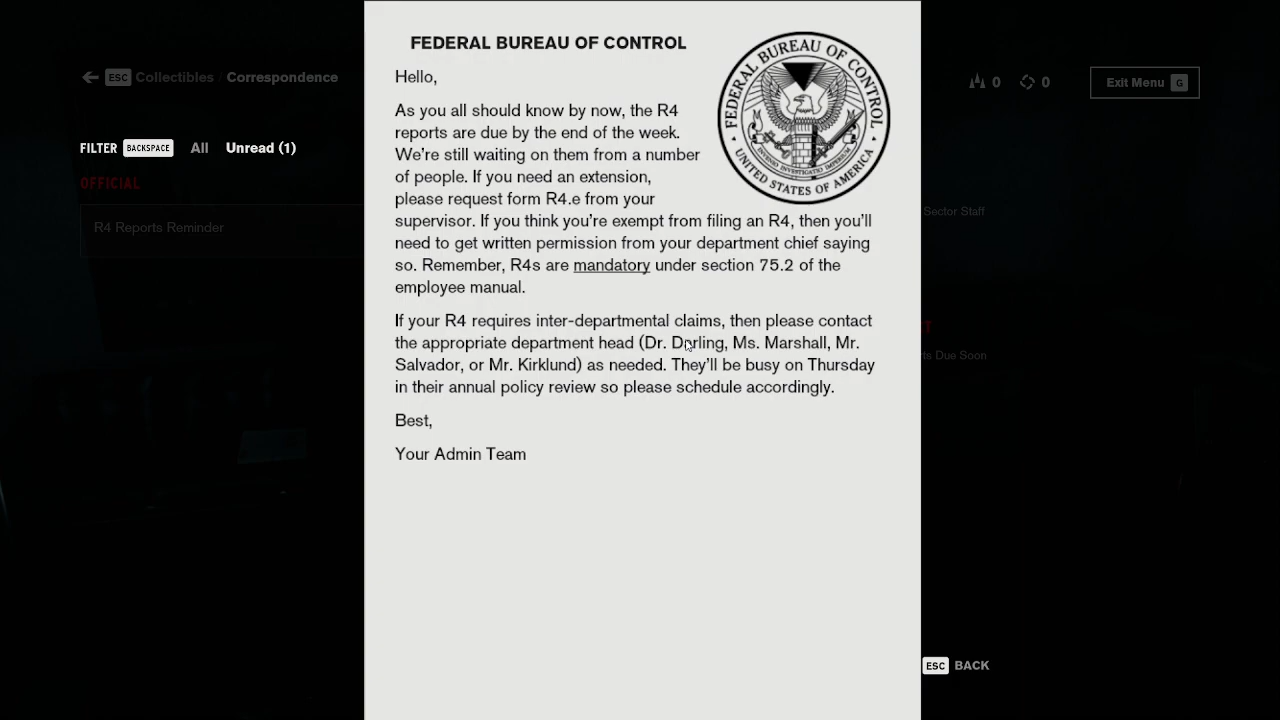 FEDERAL BUREAU OF CONTROL
FEDERAL BUREAU OF CONTROL
UNITED STATES OF AMERICA
INVENIO INVESTIGATIO IMPERIUM
ESC Collectibles / Correspondence
0 0
Exit Menu G
FILTER BACKSPACE All Unread (1)
OFFICIAL
R4 Reports Reminder
Hello,
As you all should know by now, the R4
reports are due by the end of the week.
We're still waiting on them from a number
of people. If you need an extension,
please request form R4.e from your
supervisor. If you think you're exempt from filing an R4, then you'll
need to get written permission from your department chief saying
so. Remember, R4s are mandatory under section 75.2 of the
employee manual.
If your R4 requires inter-departmental claims, then please contact
the appropriate department head (Dr. Darling, Ms. Marshall, Mr.
Salvador, or Mr. Kirklund) as needed. They'll be busy on Thursday
in their annual policy review so please schedule accordingly.
Best,
Your Admin Team
Sector Staff
Due Soon
ESC BACK